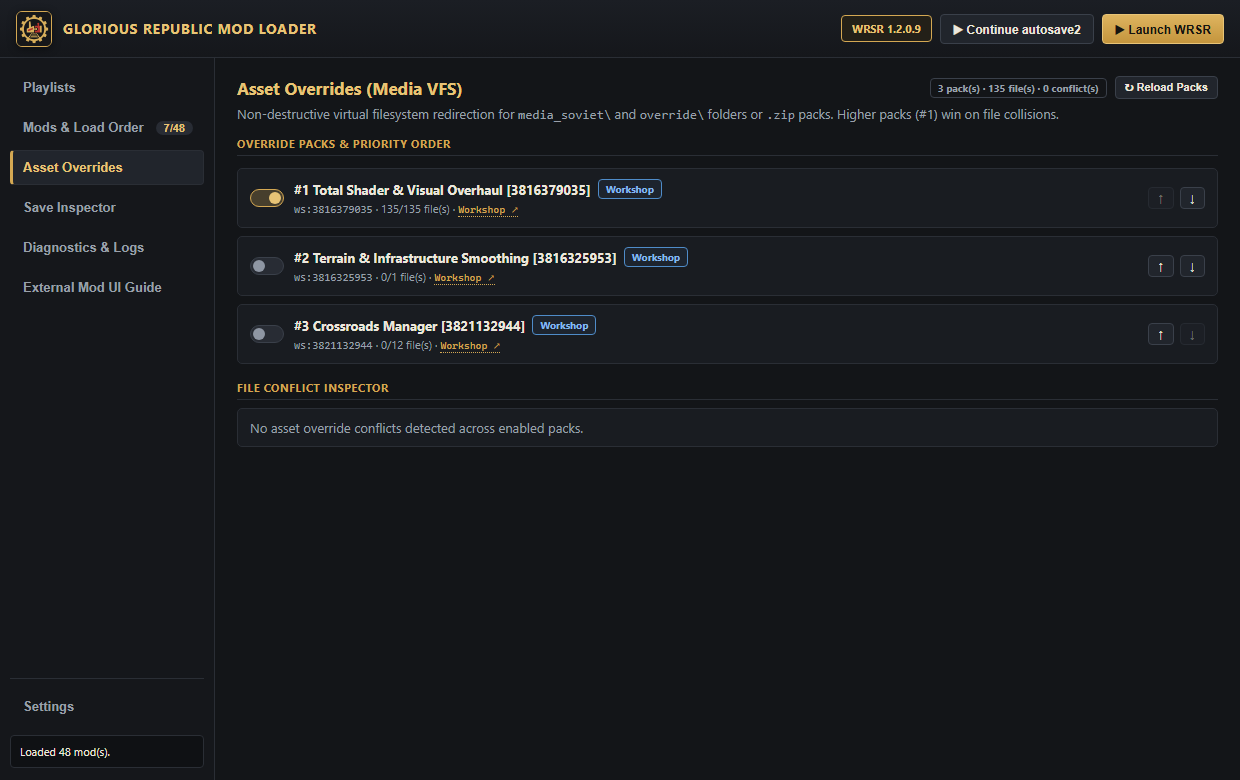 GLORIOUS REPUBLIC MOD LOADER
WRSR 1.2.0.9
▶ Continue autosave2
▶ Launch WRSR
Playlists
Mods & Load Order 7/48
Asset Overrides
Save Inspector
Diagnostics & Logs
External Mod UI Guide
Settings
Loaded 48 mod(s).
Asset Overrides (Media VFS)
3 pack(s) · 135 file(s) · 0 conflict(s)
↻ Reload Packs
Non-destructive virtual filesystem redirection for media_soviet\ and override\ folders or .zip packs. Higher packs (#1) win on file collisions.
OVERRIDE PACKS & PRIORITY ORDER
#1 Total Shader & Visual Overhaul [3816379035] Workshop
ws:3816379035 · 135/135 file(s) · Workshop ↗
↑ ↓
#2 Terrain & Infrastructure Smoothing [3816325953] Workshop
ws:3816325953 · 0/1 file(s) · Workshop ↗
↑ ↓
#3 Crossroads Manager [3821132944] Workshop
ws:3821132944 · 0/12 file(s) · Workshop ↗
↑ ↓
FILE CONFLICT INSPECTOR
No asset override conflicts detected across enabled packs.